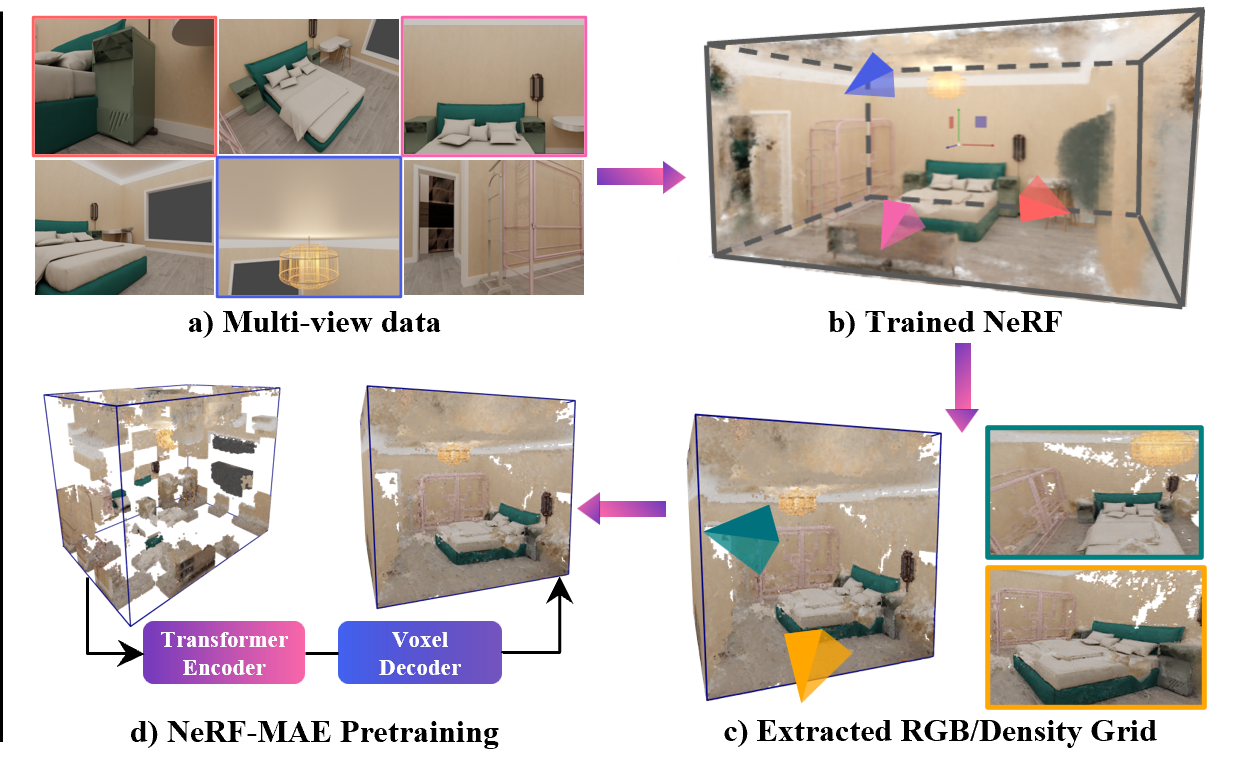 a) Multi-view data
b) Trained NeRF
Transformer
Encoder
Voxel
Decoder
d) NeRF-MAE Pretraining
c) Extracted RGB/Density Grid